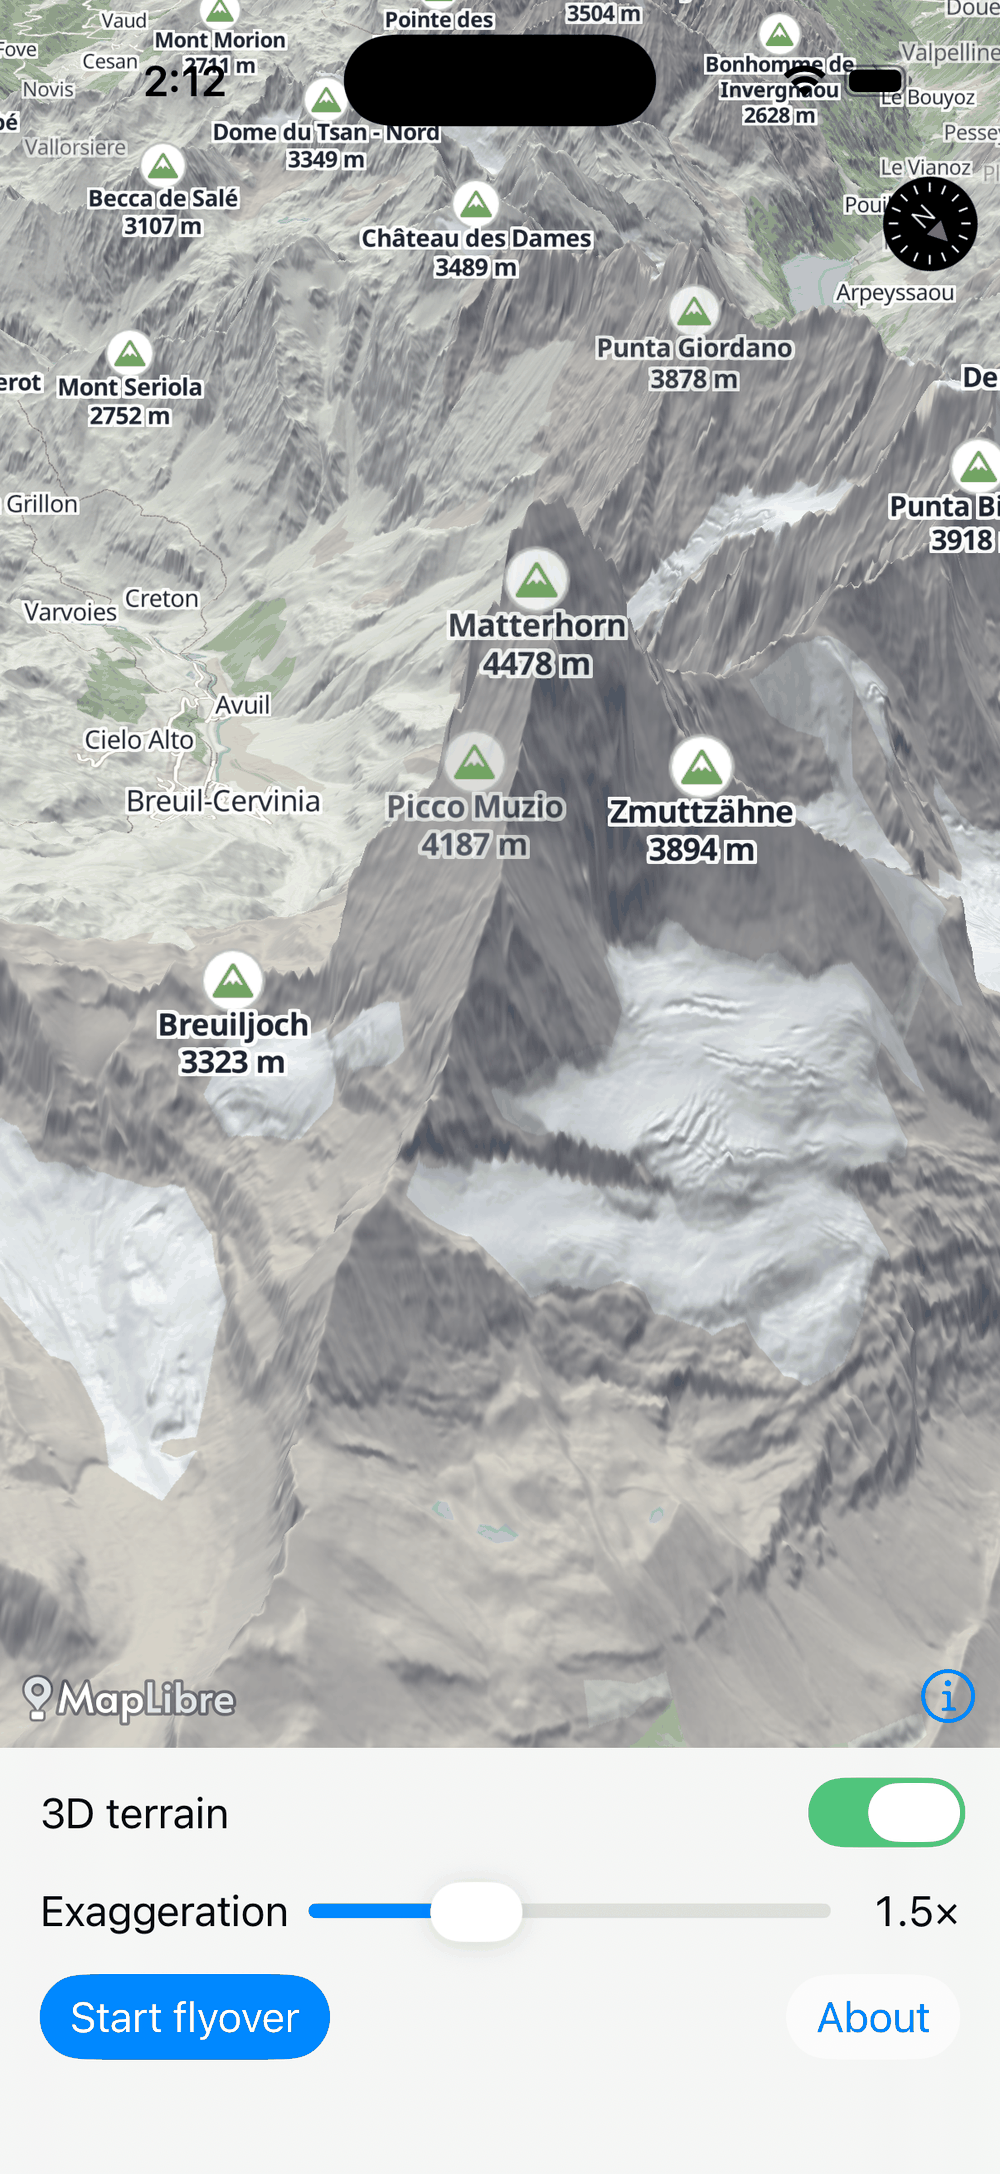 Vaud
Pointe des
3504 m
Mont Morion
2711 m
Cesan
Novis
2:12
Bonhomme de
Invergnaou
2628 m
Valpelline
Le Bouyoz
Dome du Tsan - Nord
3349 m
Vallorsière
Le Vianoz
Becca de Salé
3107 m
Château des Dames
3489 m
N
Arpeyssaou
Punta Giordano
3878 m
Mont Seriola
2752 m
Grillon
3918
Varvoies
Creton
Matterhorn
4478 m
Avuil
Cielo Alto
Breuil-Cervinia
Picco Muzio
4187 m
Zmuttzähne
3894 m
Breuiljoch
3323 m
MapLibre
i
3D terrain
Exaggeration
1.5×
Start flyover
About